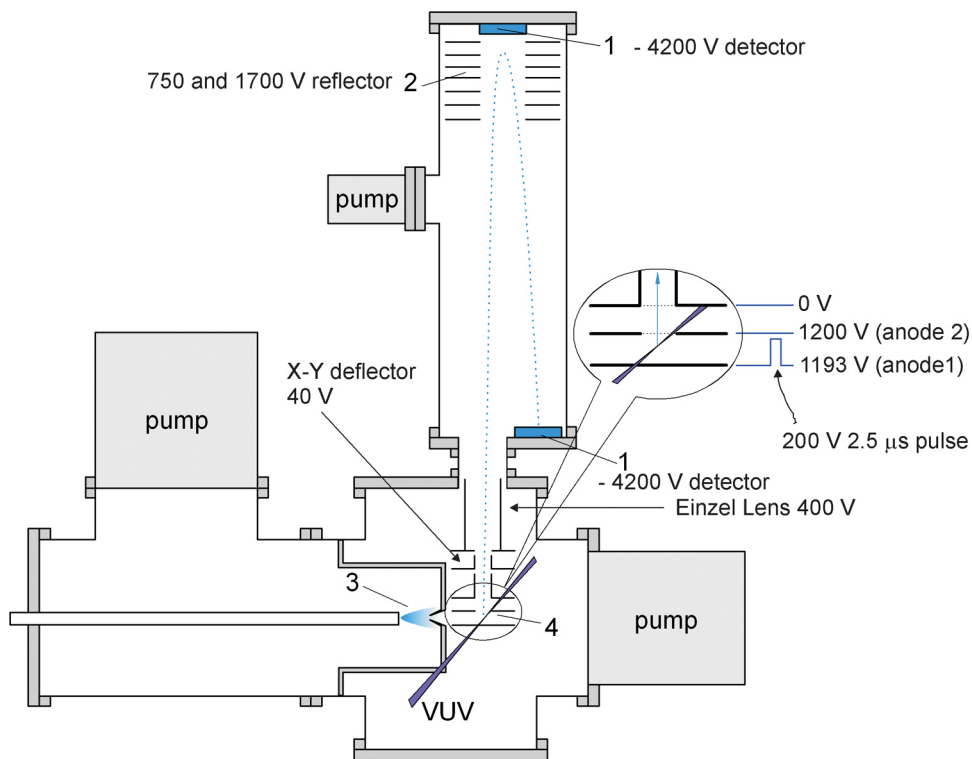 1 - 4200 V detector
750 and 1700 V reflector 2
pump
0 V
1200 V (anode 2)
1193 V (anode1)
200 V 2.5 μs pulse
X-Y deflector
40 V
pump
1
- 4200 V detector
Einzel Lens 400 V
3
4
pump
VUV